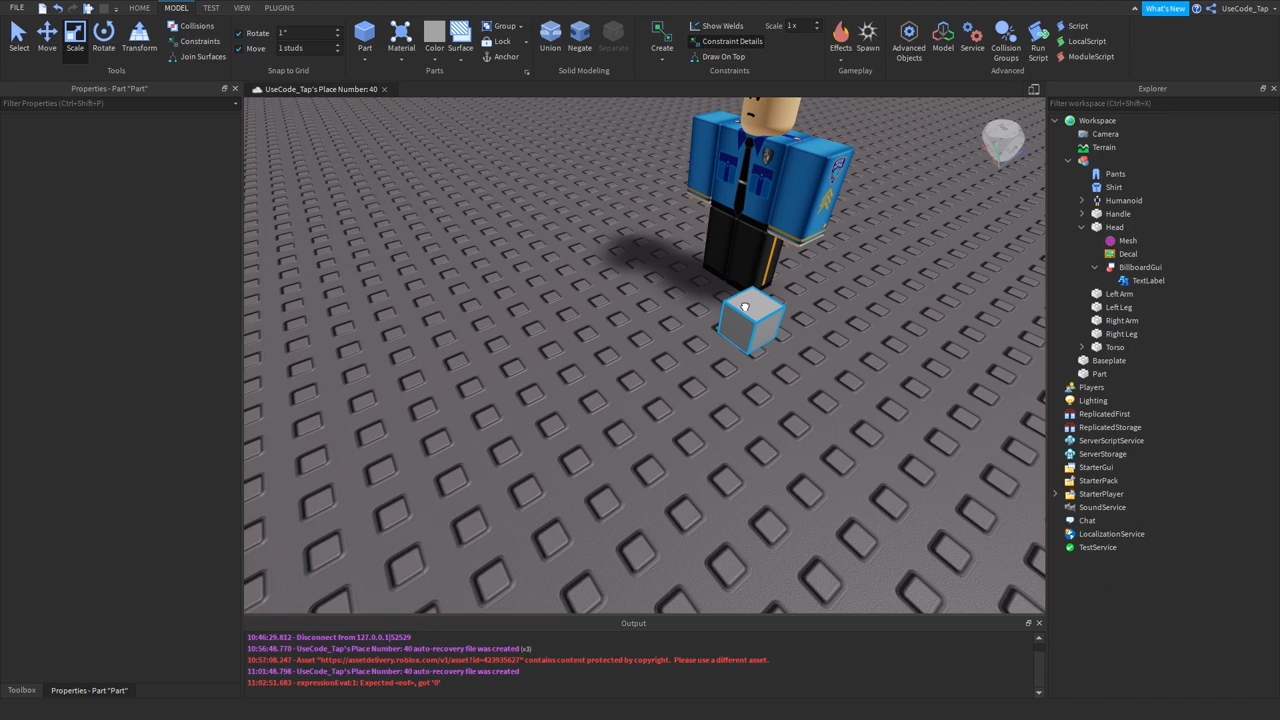 FILE HOME MODEL TEST VIEW PLUGINS What's New UseCode_Tap
Select Move Scale Rotate Transform
Collisions
Constraints
Join Surfaces
Tools
Rotate 1°
Move 1 studs
Snap to Grid
Part Material Color Surface
Group
Lock
Anchor
Parts
Union Negate Separate
Solid Modeling
Create
Show Welds Scale 1 x
Constraint Details
Draw On Top
Constraints
Effects Spawn
Gameplay
Advanced Objects Model Service Collision Groups Run Script
Script
LocalScript
ModuleScript
Advanced
Properties - Part "Part"
Filter Properties (Ctrl+Shift+P)
UseCode_Tap's Place Number: 40
Explorer
Filter workspace (Ctrl+Shift+X)
Workspace
Camera
Terrain
Pants
Shirt
Humanoid
Handle
Head
Mesh
Decal
BillboardGui
TextLabel
Left Arm
Left Leg
Right Arm
Right Leg
Torso
Baseplate
Part
Players
Lighting
ReplicatedFirst
ReplicatedStorage
ServerScriptService
ServerStorage
StarterGui
StarterPack
StarterPlayer
SoundService
Chat
LocalizationService
TestService
Output
10:46:29.812 - Disconnect from 127.0.0.1|52529
10:56:48.770 - UseCode_Tap's Place Number: 40 auto-recovery file was created (x3)
10:57:08.247 - Asset "https://assetdelivery.roblox.com/v1/asset?id=423935627" contains content protected by copyright. Please use a different asset.
11:01:48.798 - UseCode_Tap's Place Number: 40 auto-recovery file was created
11:02:51.683 - expressionEval:1: Expected <eof>, got '0'
Toolbox Properties - Part "Part"